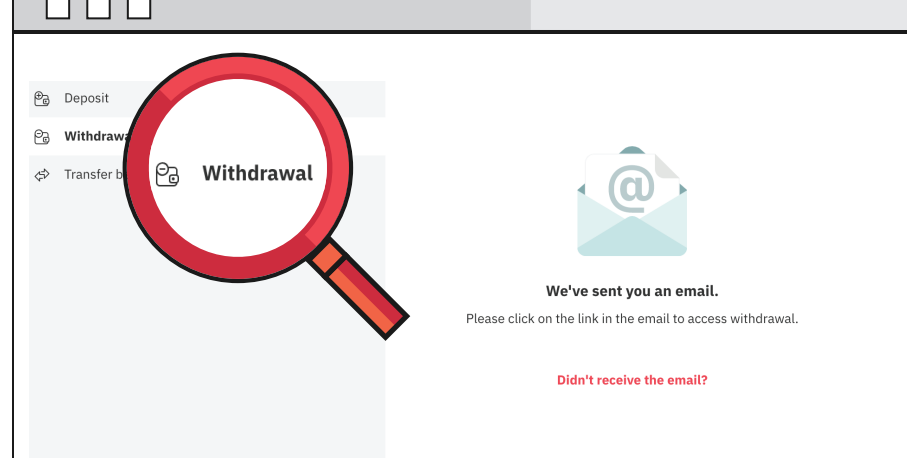 Deposit
Withdrawa
Transfer b
Withdrawal
@
We've sent you an email.
Please click on the link in the email to access withdrawal.
Didn't receive the email?